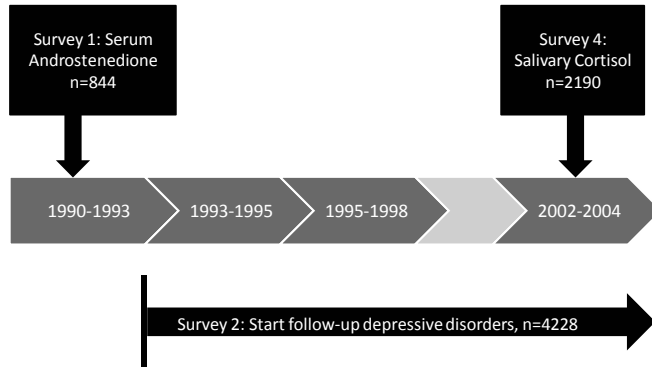 Survey 1: Serum
Androstenedione
n=844
Survey 4:
Salivary Cortisol
n=2190
1990-1993
1993-1995
1995-1998
2002-2004
Survey 2: Start follow-up depressive disorders, n=4228